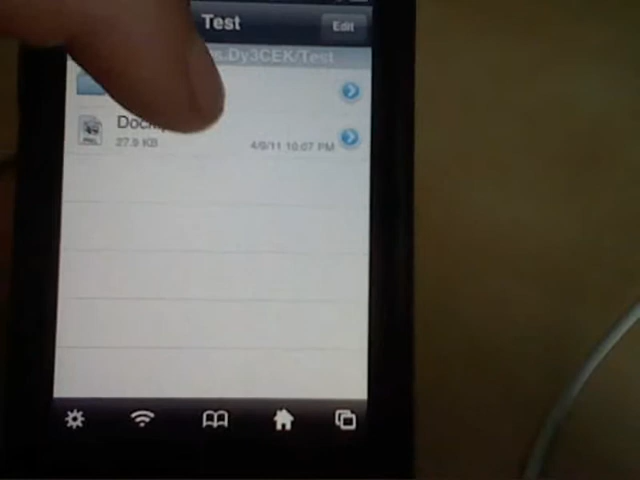 Test
Edit
s.Dy3CEK/Test
27.9 KB
4/9/11 10:07 PM